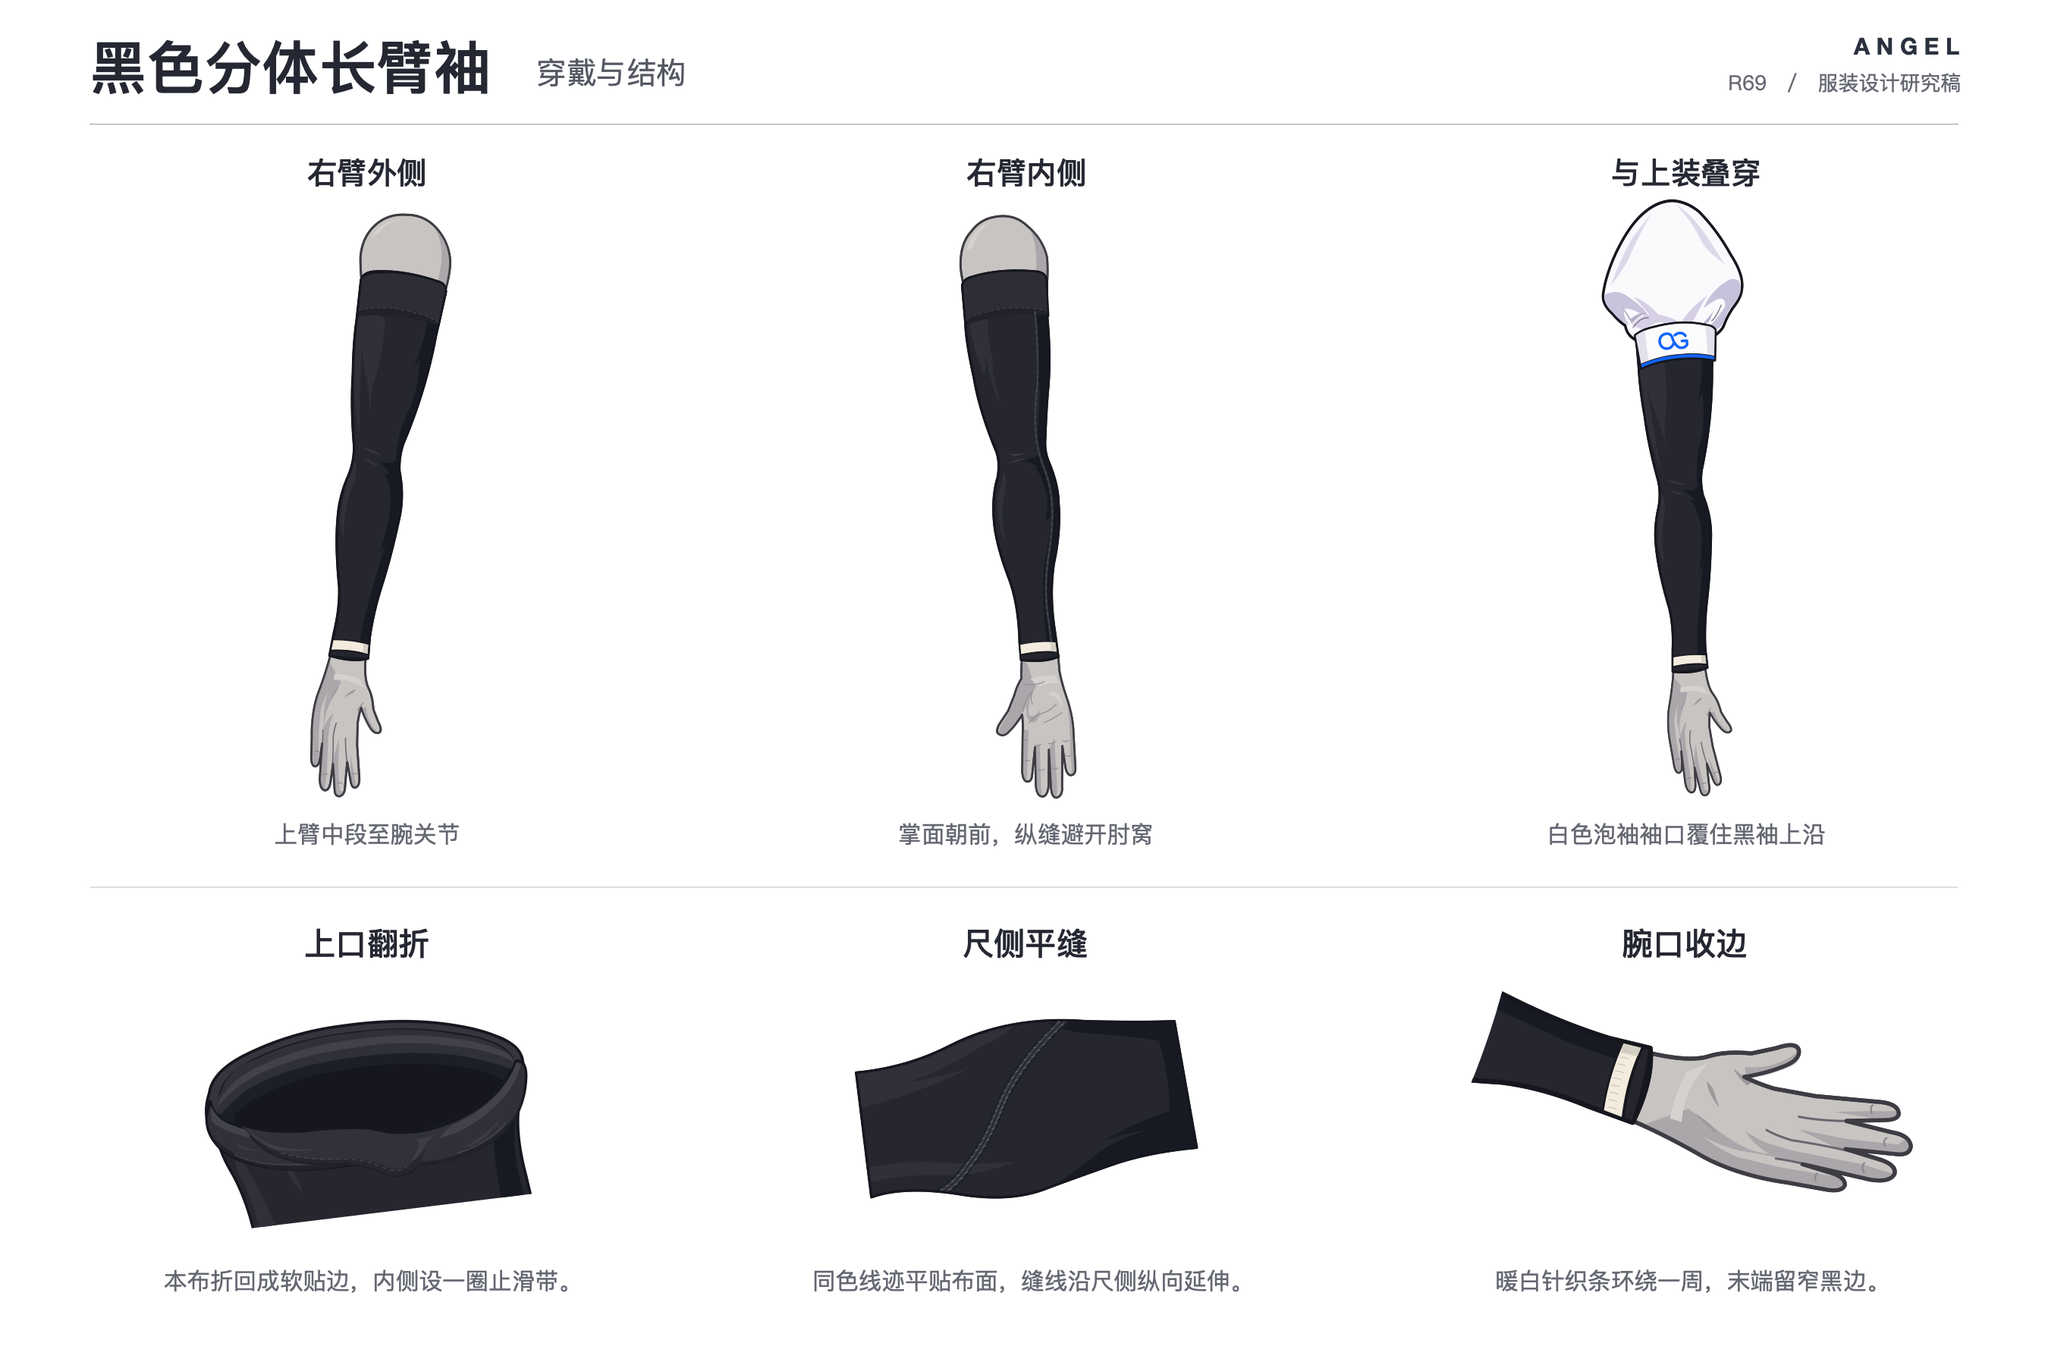 黑色分体长臂袖 穿戴与结构
ANGEL
R69 / 服装设计研究稿
右臂外侧
右臂内侧
与上装叠穿
OG
上臂中段至腕关节
掌面朝前，纵缝避开肘窝
白色泡袖袖口覆住黑袖上沿
上口翻折
尺侧平缝
腕口收边
本布折回成软贴边，内侧设一圈止滑带。
同色线迹平贴布面，缝线沿尺侧纵向延伸。
暖白针织条环绕一周，末端留窄黑边。